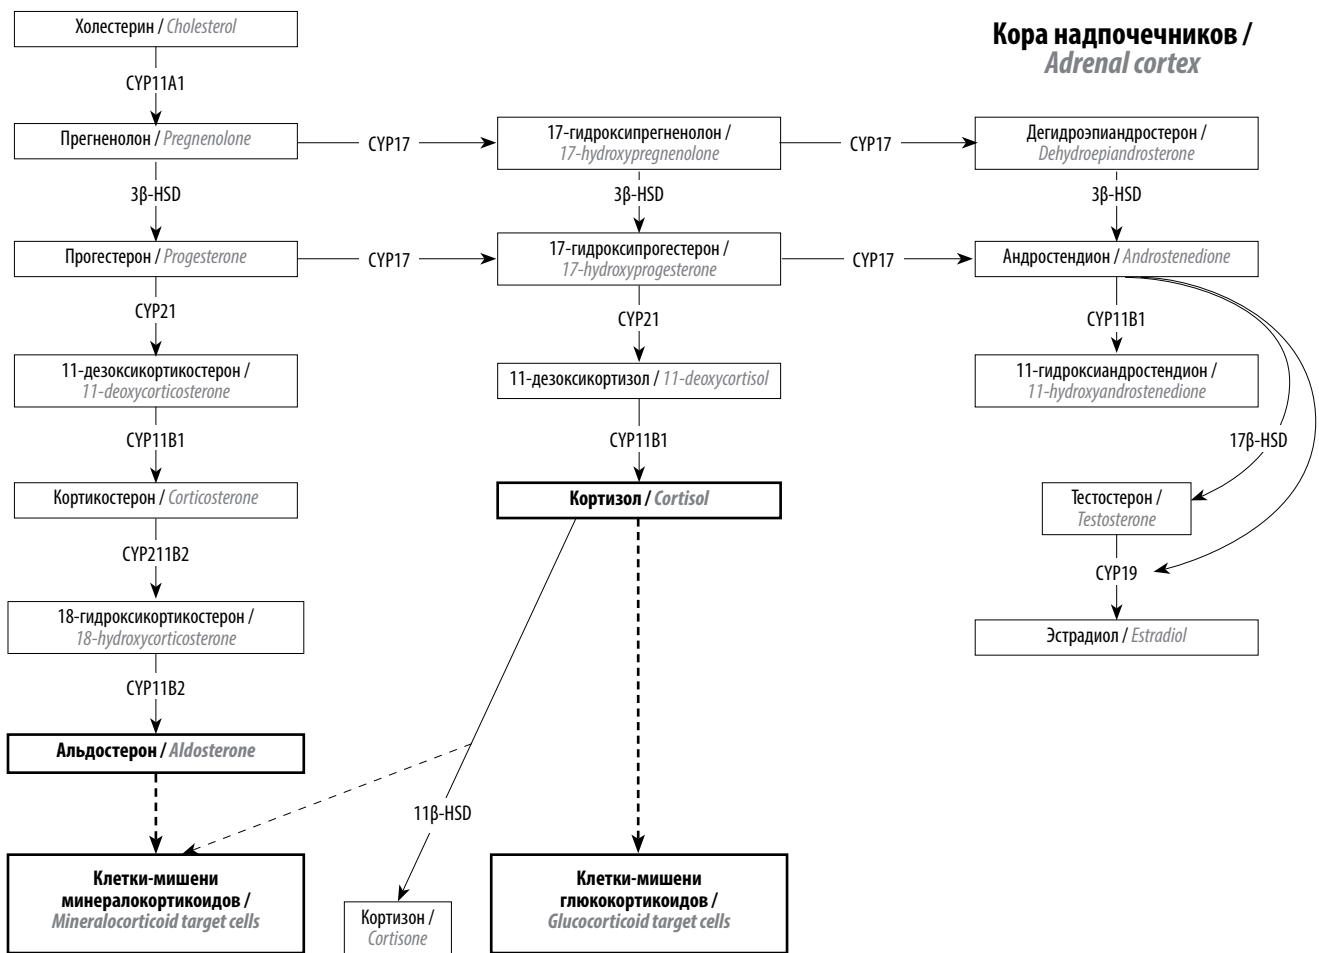 Холестерин / Cholesterol
Кора надпочечников /
Adrenal cortex
CYP11A1
Прегненолон / Pregnenolone
CYP17
17-гидроксипрегненолон /
17-hydroxypregnenolone
CYP17
Дегидроэпиандростерон /
Dehydroepiandrosterone
3β-HSD
3β-HSD
3β-HSD
Прогестерон / Progesterone
CYP17
17-гидроксипрогестерон /
17-hydroxyprogesterone
CYP17
Андростендион / Androstenedione
CYP21
CYP21
CYP11B1
11-дезоксикортикостерон /
11-deoxycorticosterone
11-дезоксикортизол / 11-deoxycortisol
11-гидроксиандростендион /
11-hydroxyandrostenedione
CYP11B1
CYP11B1
17β-HSD
Кортикостерон / Corticosterone
Кортизол / Cortisol
Тестостерон /
Testosterone
CYP211B2
CYP19
18-гидроксикортикостерон /
18-hydroxycorticosterone
Эстрадиол / Estradiol
CYP11B2
Альдостерон / Aldosterone
11β-HSD
Клетки-мишени
минералокортикоидов /
Mineralocorticoid target cells
Кортизон /
Cortisone
Клетки-мишени
глюкокортикоидов /
Glucocorticoid target cells